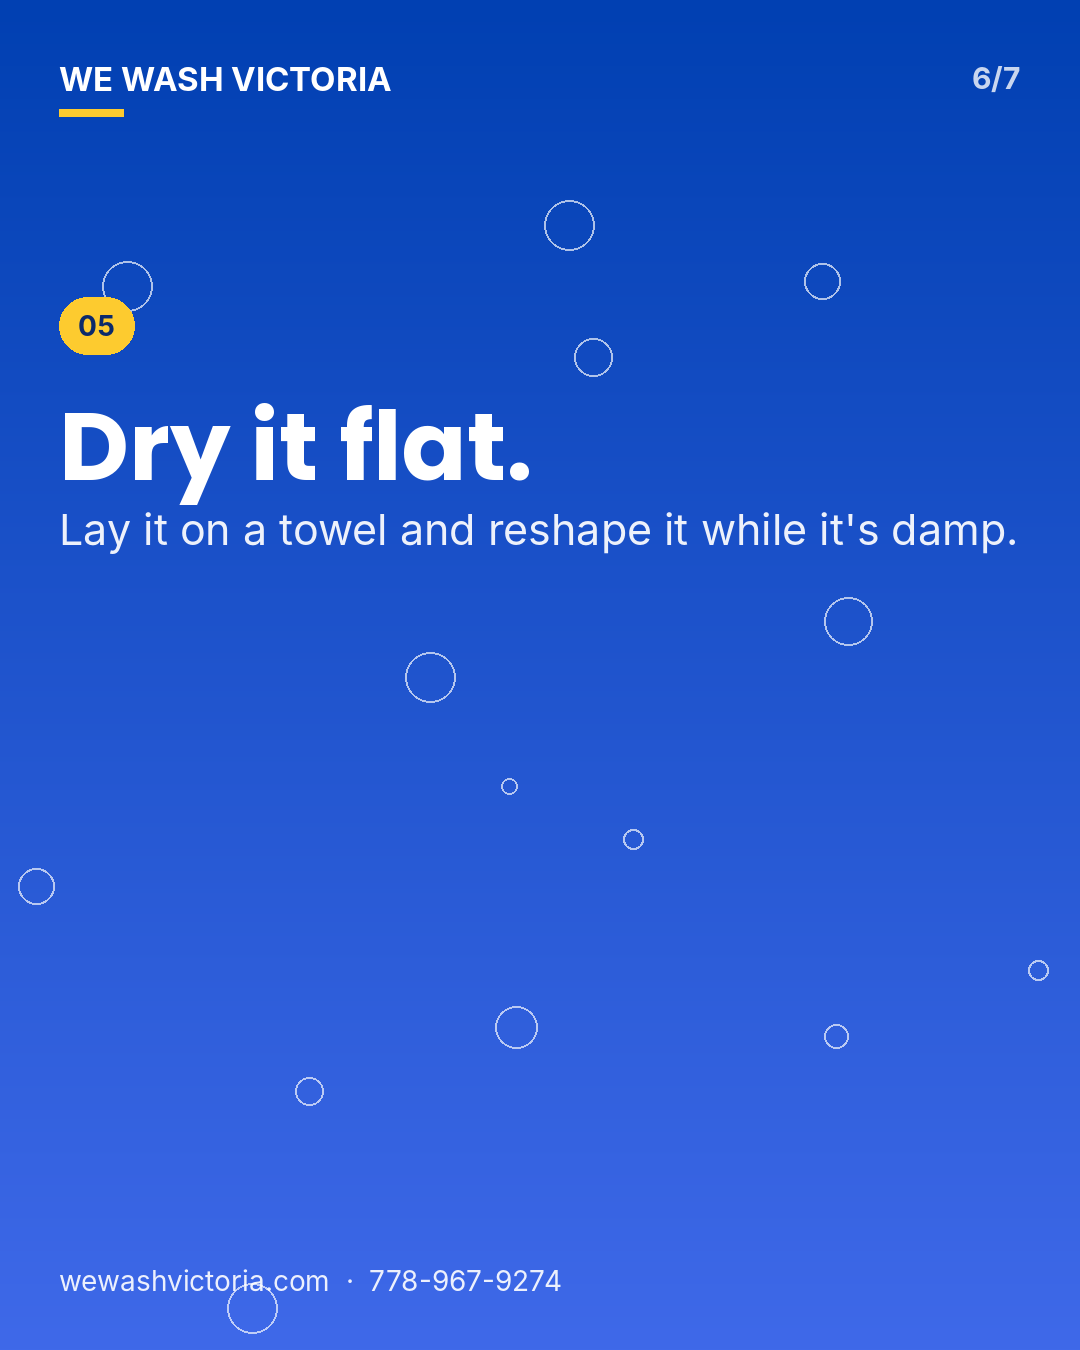 WE WASH VICTORIA
6/7
05
Dry it flat.
Lay it on a towel and reshape it while it's damp.
wewashvictoria.com · 778-967-9274